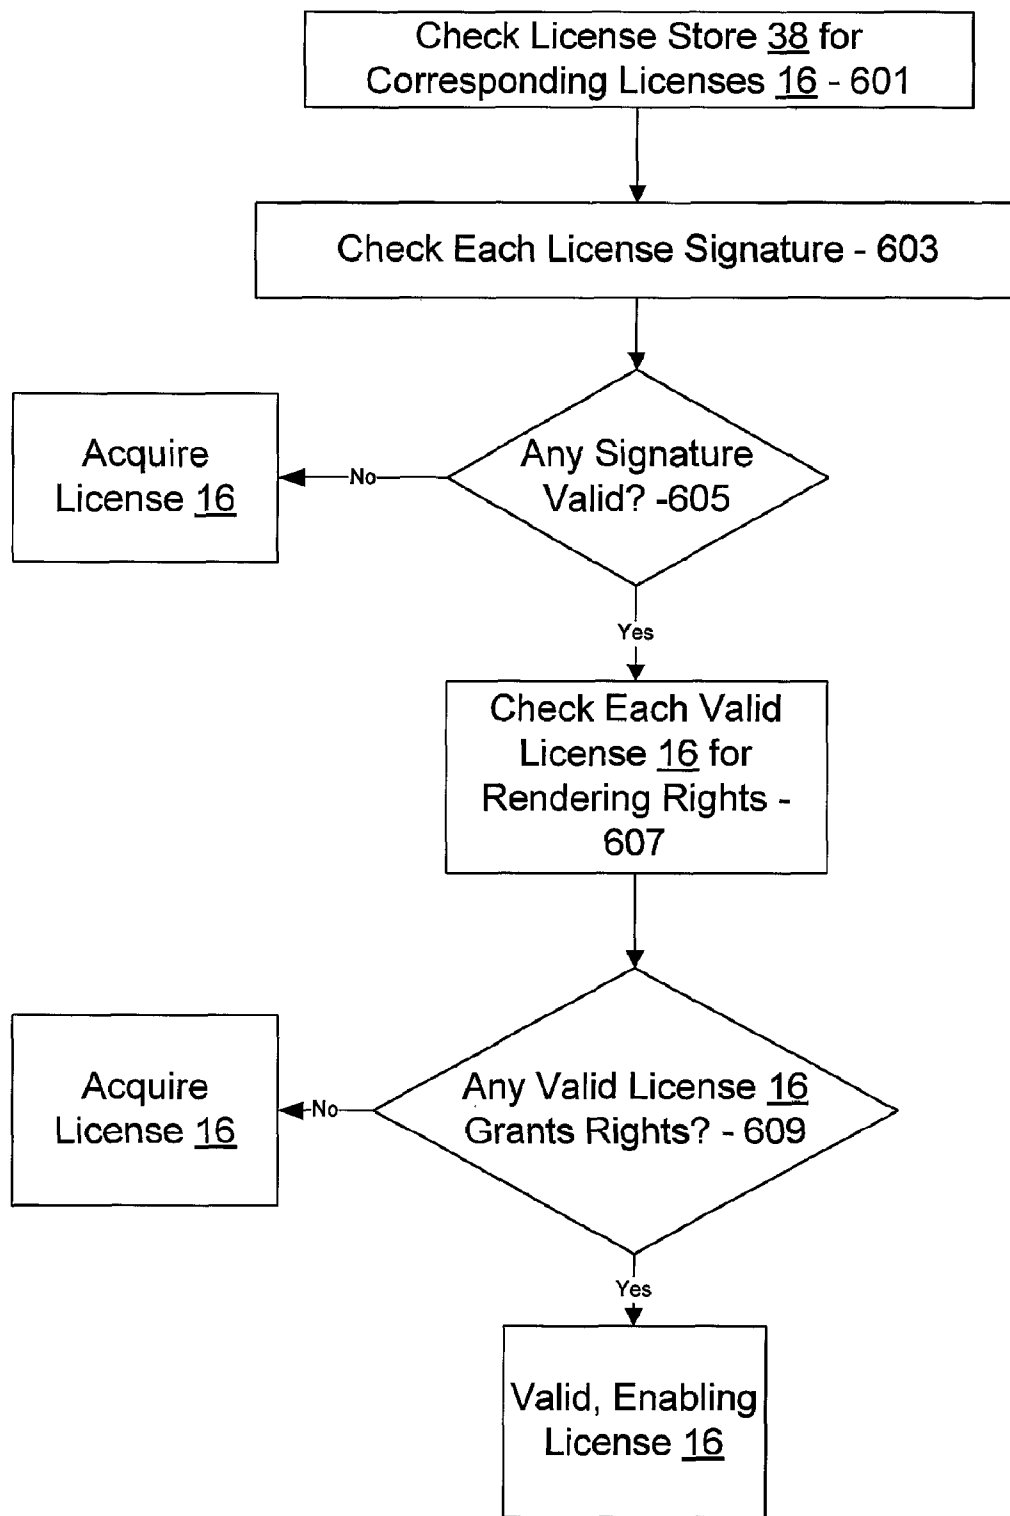 Check License Store 38 for
Corresponding Licenses 16 - 601
Check Each License Signature - 603
Any Signature
Valid? -605
No
Acquire
License 16
Yes
Check Each Valid
License 16 for
Rendering Rights -
607
Any Valid License 16
Grants Rights? - 609
No
Acquire
License 16
Yes
Valid, Enabling
License 16